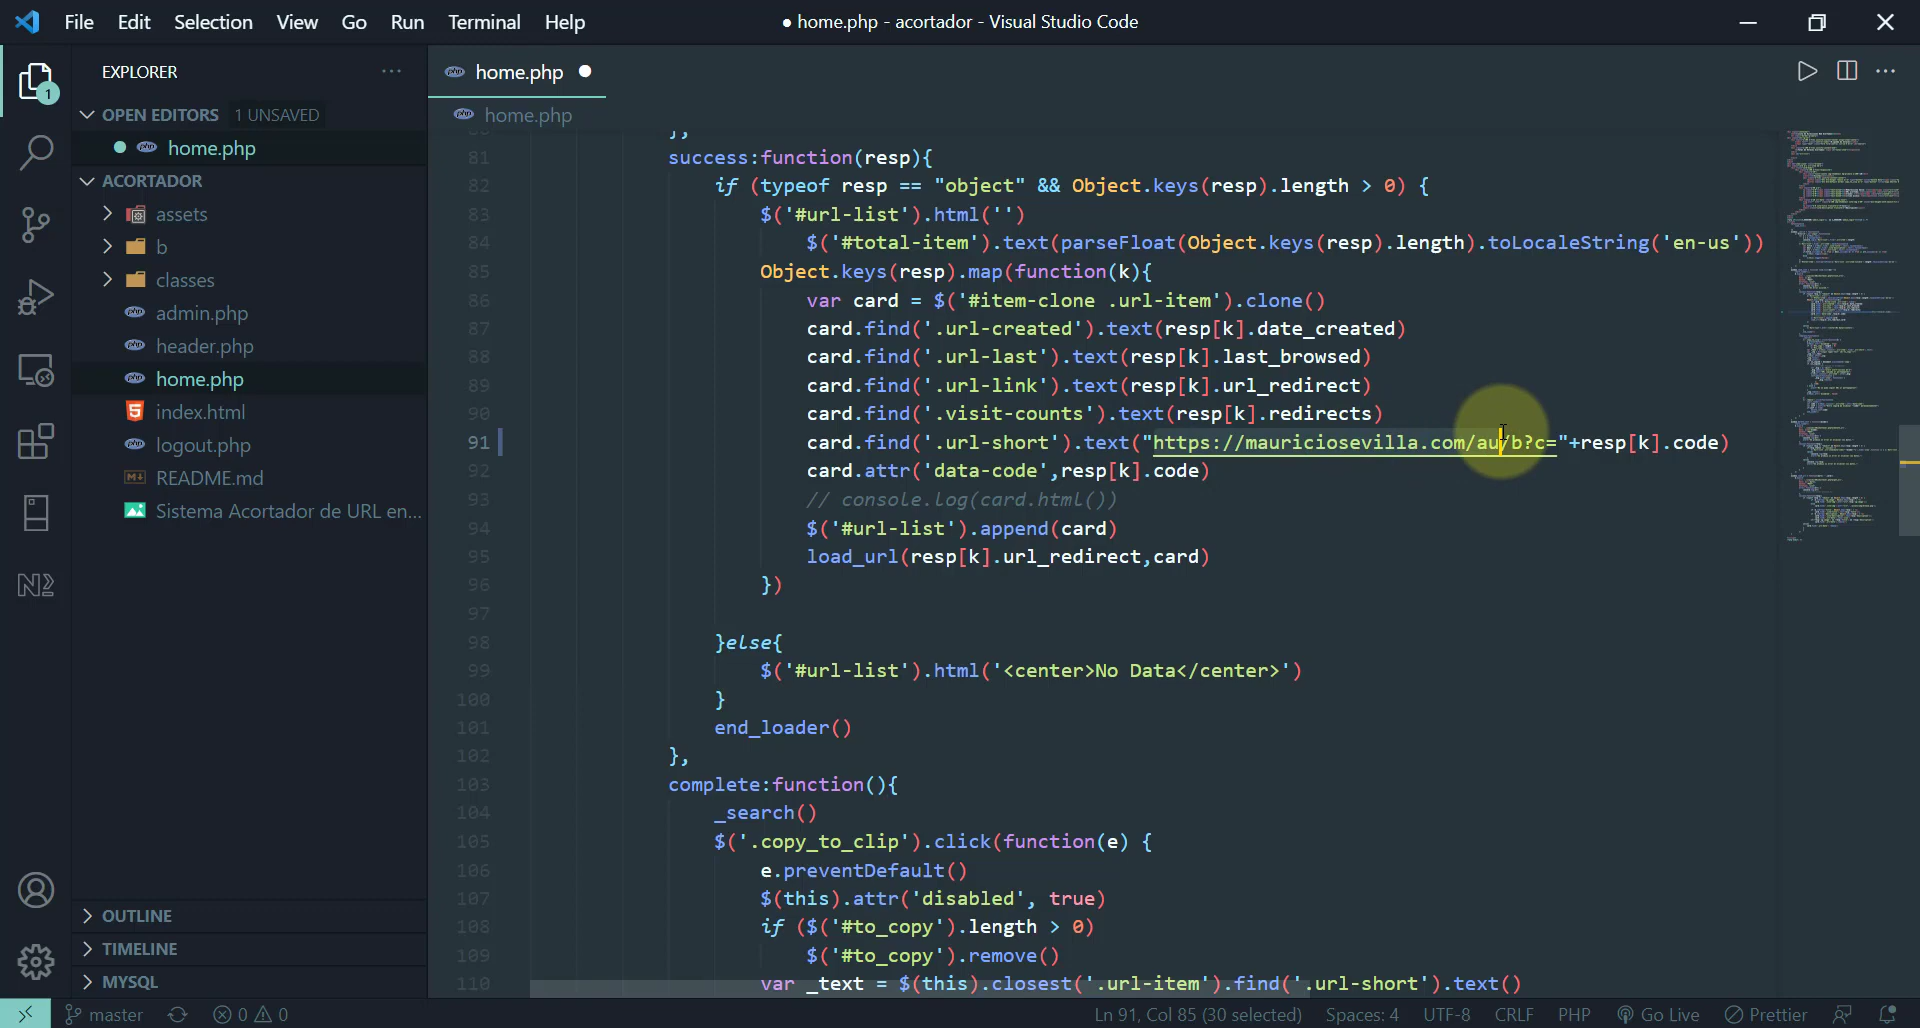 File Edit Selection View Go Run Terminal Help
● home.php - acortador - Visual Studio Code
EXPLORER
1
OPEN EDITORS 1 UNSAVED
home.php
ACORTADOR
assets
b
classes
admin.php
header.php
home.php
index.html
logout.php
README.md
Sistema Acortador de URL en...
OUTLINE
TIMELINE
MYSQL
home.php
home.php
},
81 success:function(resp){
82 if (typeof resp == "object" && Object.keys(resp).length > 0) {
83 $('#url-list').html('')
84 $('#total-item').text(parseFloat(Object.keys(resp).length).toLocaleString('en-us'))
85 Object.keys(resp).map(function(k){
86 var card = $('#item-clone .url-item').clone()
87 card.find('.url-created').text(resp[k].date_created)
88 card.find('.url-last').text(resp[k].last_browsed)
89 card.find('.url-link').text(resp[k].url_redirect)
90 card.find('.visit-counts').text(resp[k].redirects)
91 card.find('.url-short').text("https://mauriciosevilla.com/au/b?c="+resp[k].code)
92 card.attr('data-code',resp[k].code)
93 // console.log(card.html())
94 $('#url-list').append(card)
95 load_url(resp[k].url_redirect,card)
96 })
97
98 }else{
99 $('#url-list').html('<center>No Data</center>')
100 }
101 end_loader()
102 },
103 complete:function(){
104 _search()
105 $('.copy_to_clip').click(function(e) {
106 e.preventDefault()
107 $(this).attr('disabled', true)
108 if ($('#to_copy').length > 0)
109 $('#to_copy').remove()
110 var _text = $(this).closest('.url-item').find('.url-short').text()
master 0 0 Ln 91, Col 85 (30 selected) Spaces: 4 UTF-8 CRLF PHP Go Live Prettier